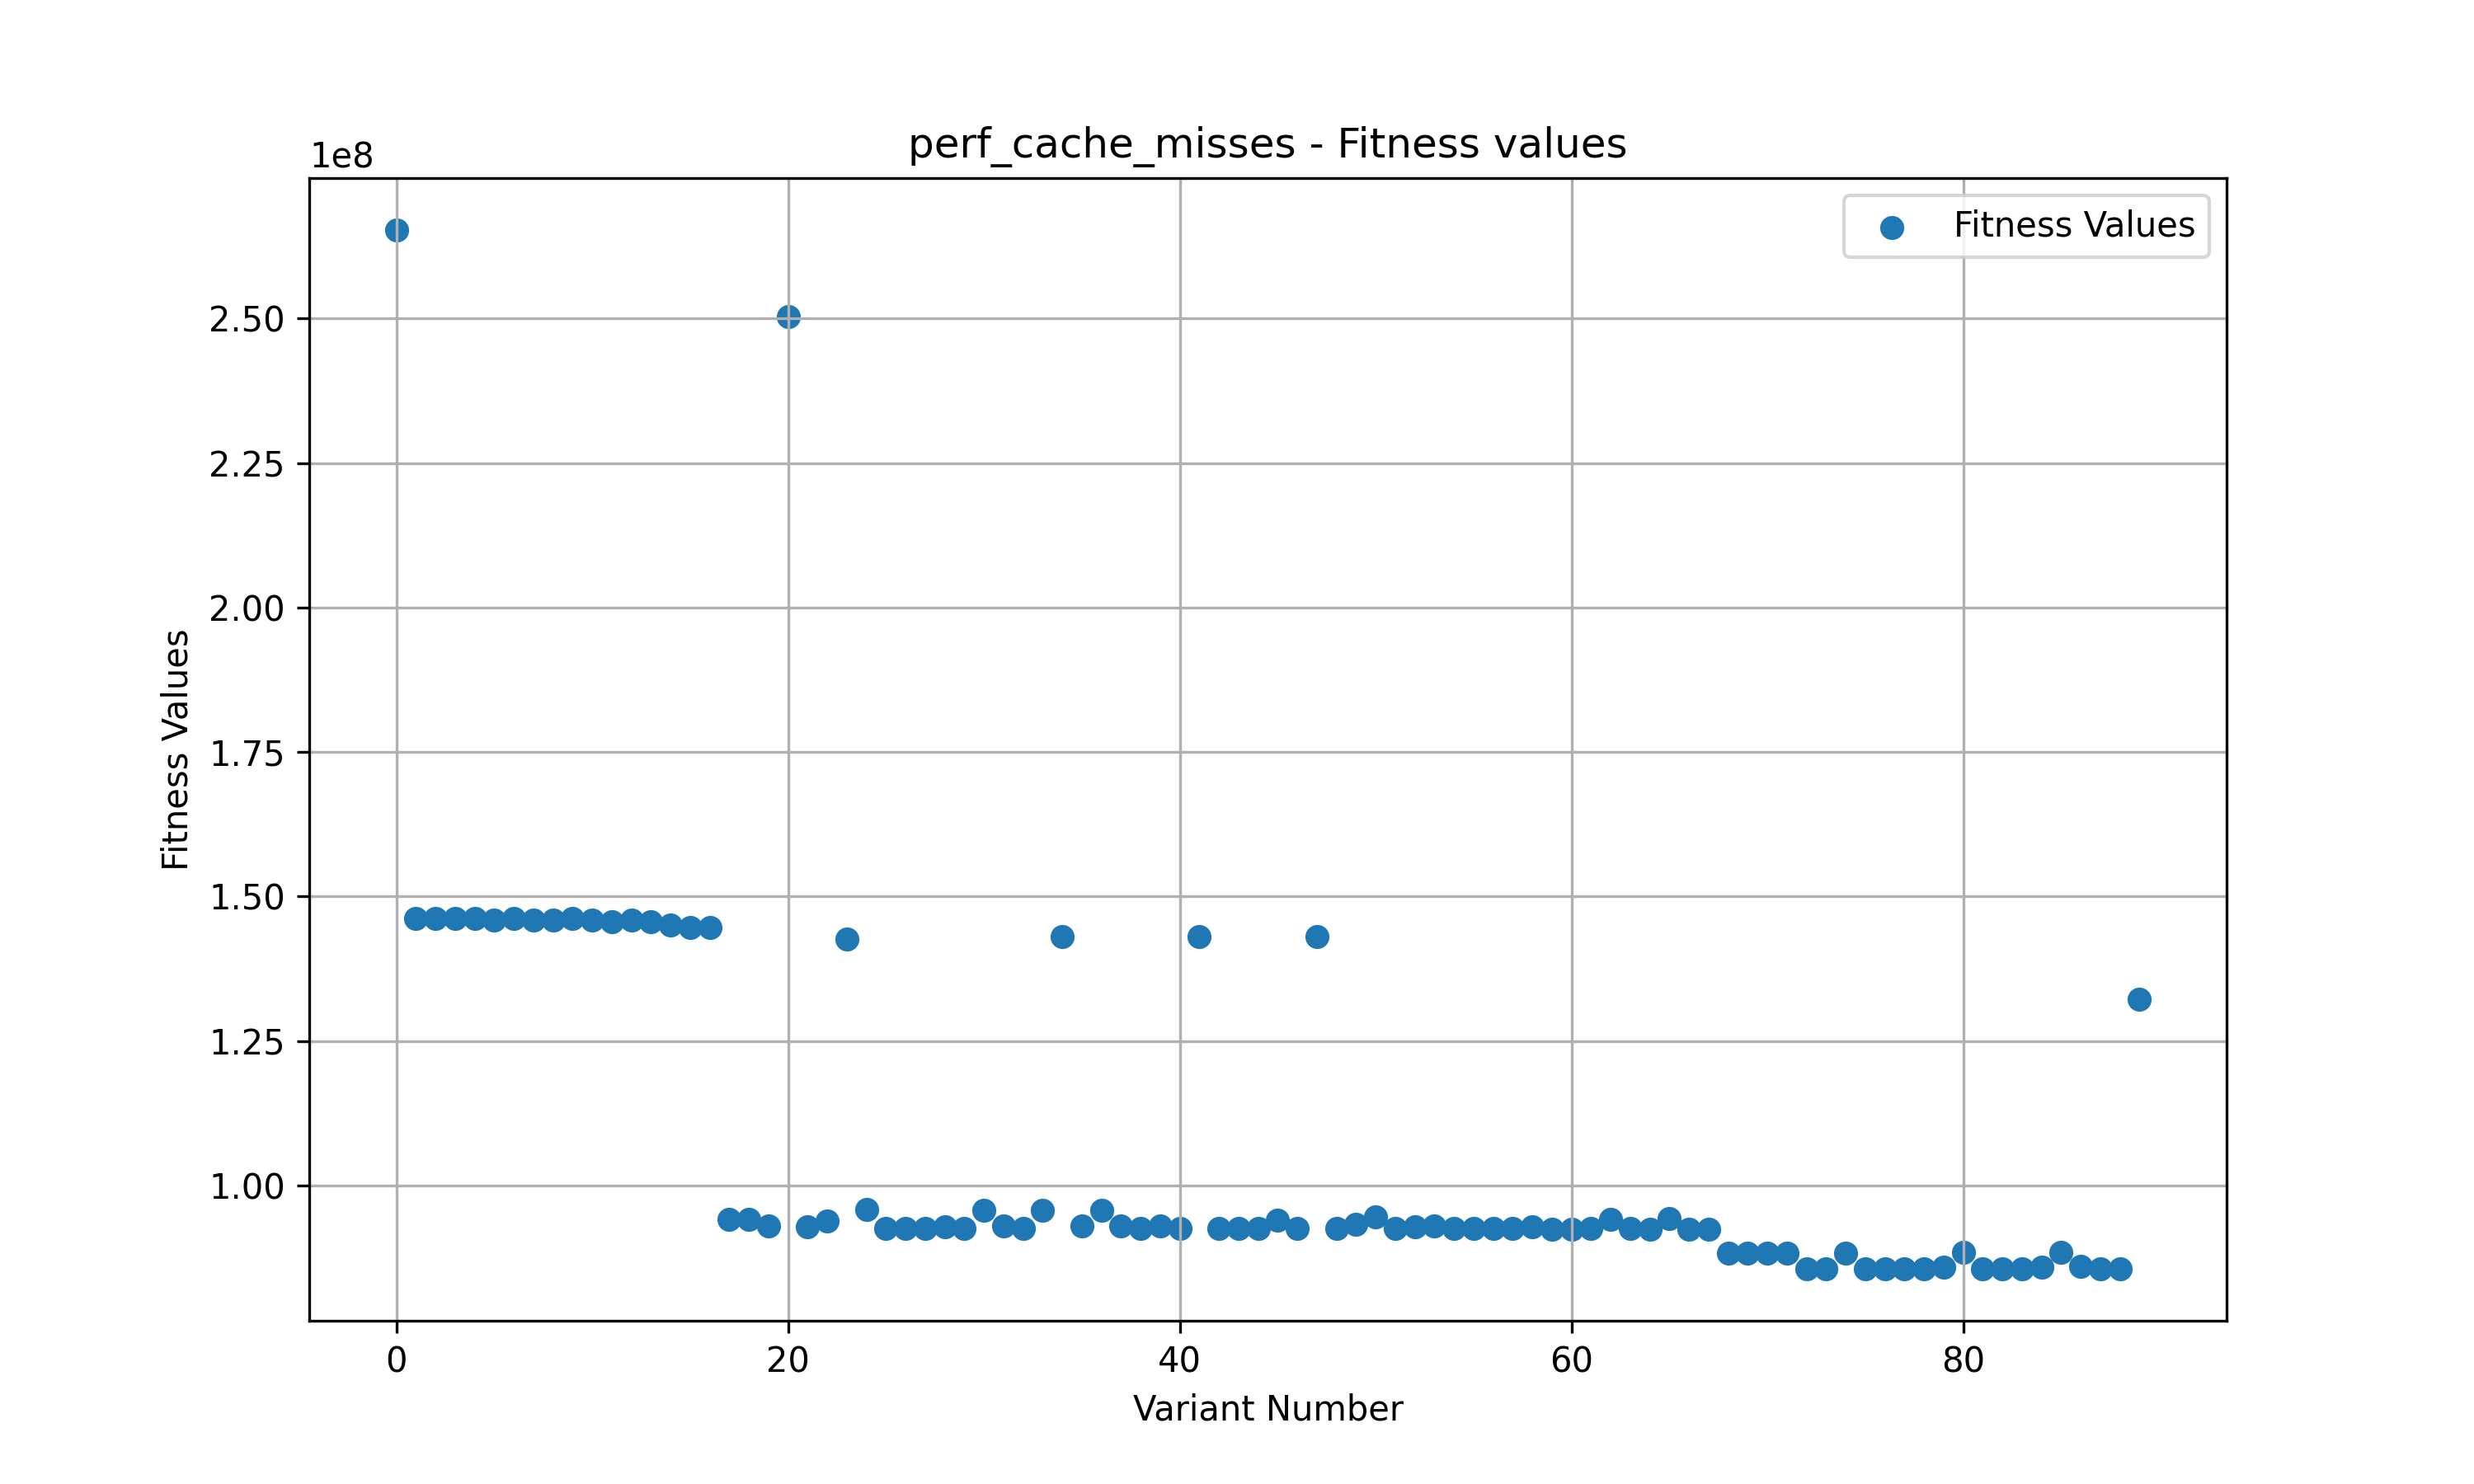 perf_cache_misses - Fitness values
1e8
Fitness Values
2.50
2.25
2.00
1.75
1.50
1.25
1.00
Fitness Values
0 20 40 60 80
Variant Number